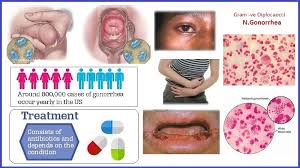 Gram -ve Diplocaocci
N.Gonorrhea
Around 800,000 cases of gonorrhea
occur yearly in the US
Treatment
Consists of
antibiotics and
depends on the
condition